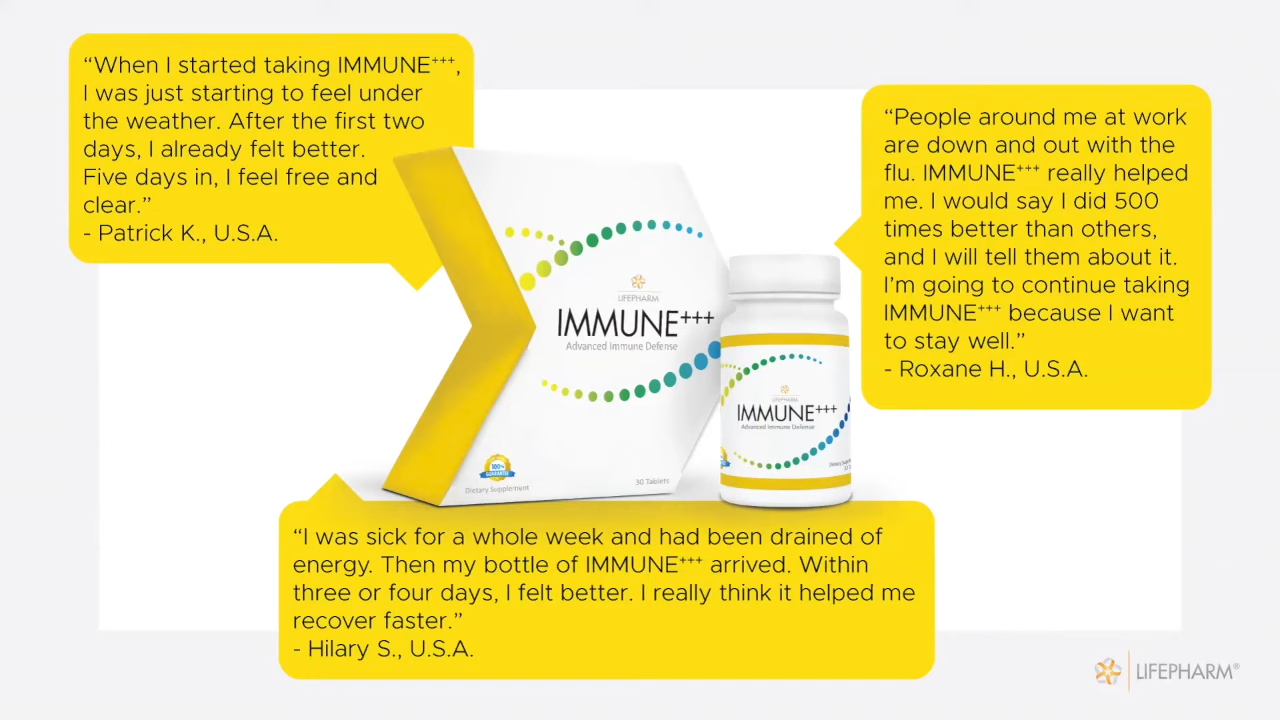 “When I started taking IMMUNE+++,
I was just starting to feel under
the weather. After the first two
days, I already felt better.
Five days in, I feel free and
clear.”
- Patrick K., U.S.A.
“People around me at work
are down and out with the
flu. IMMUNE+++ really helped
me. I would say I did 500
times better than others,
and I will tell them about it.
I’m going to continue taking
IMMUNE+++ because I want
to stay well.”
- Roxane H., U.S.A.
LIFEPHARM
IMMUNE+++
Advanced Immune Defense
100%
GUARANTEE
Dietary Supplement
30 Tablets
LIFEPHARM
IMMUNE+++
Advanced Immune Defense
“I was sick for a whole week and had been drained of
energy. Then my bottle of IMMUNE+++ arrived. Within
three or four days, I felt better. I really think it helped me
recover faster.”
- Hilary S., U.S.A.
LIFEPHARM®